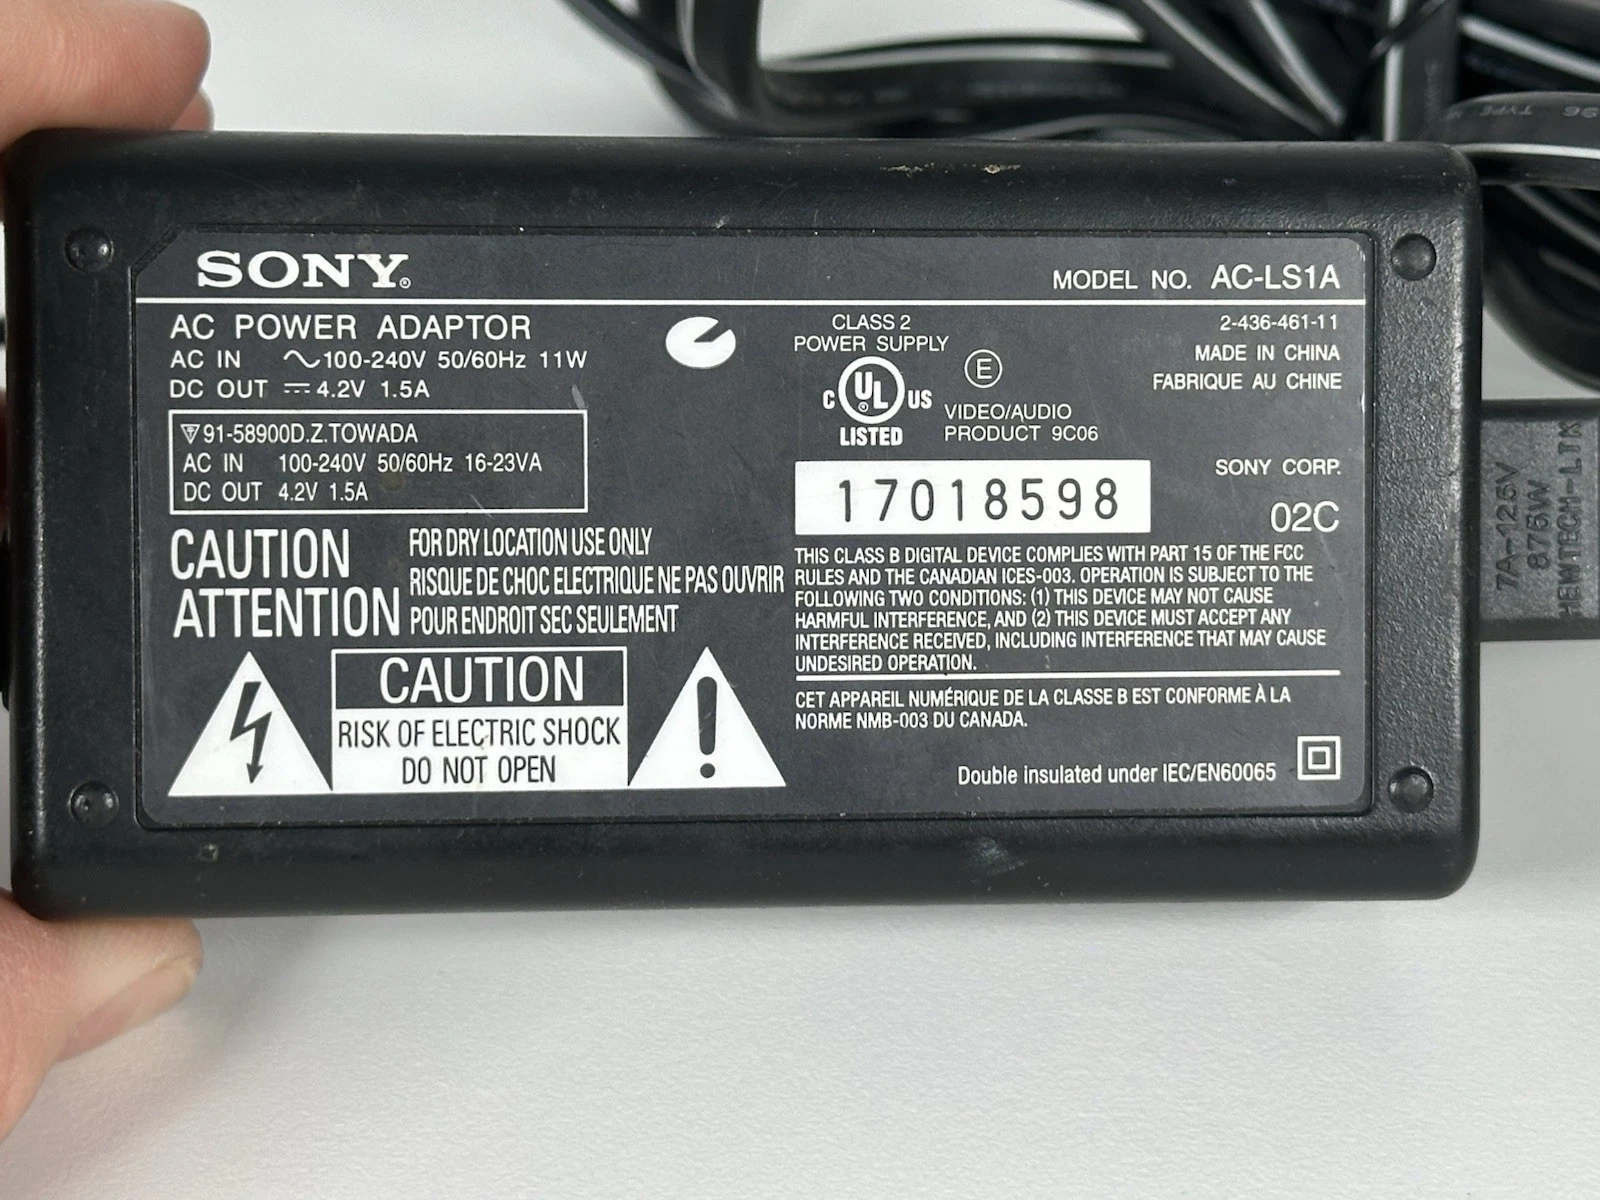 SONY®
MODEL NO. AC-LS1A
AC POWER ADAPTOR
AC IN 100-240V 50/60Hz 11W
DC OUT 4.2V 1.5A
91-58900D.Z.TOWADA
AC IN 100-240V 50/60Hz 16-23VA
DC OUT 4.2V 1.5A
CAUTION
ATTENTION
FOR DRY LOCATION USE ONLY
RISQUE DE CHOC ELECTRIQUE NE PAS OUVRIR
POUR ENDROIT SEC SEULEMENT
CAUTION
RISK OF ELECTRIC SHOCK
DO NOT OPEN
CLASS 2
POWER SUPPLY
C UL® US
LISTED
E
VIDEO/AUDIO
PRODUCT 9C06
2-436-461-11
MADE IN CHINA
FABRIQUE AU CHINE
SONY CORP.
02C
17018598
THIS CLASS B DIGITAL DEVICE COMPLIES WITH PART 15 OF THE FCC
RULES AND THE CANADIAN ICES-003. OPERATION IS SUBJECT TO THE
FOLLOWING TWO CONDITIONS: (1) THIS DEVICE MAY NOT CAUSE
HARMFUL INTERFERENCE, AND (2) THIS DEVICE MUST ACCEPT ANY
INTERFERENCE RECEIVED, INCLUDING INTERFERENCE THAT MAY CAUSE
UNDESIRED OPERATION.
CET APPAREIL NUMÉRIQUE DE LA CLASSE B EST CONFORME À LA
NORME NMB-003 DU CANADA.
Double insulated under IEC/EN60065
7A-125V
875W
TYPE